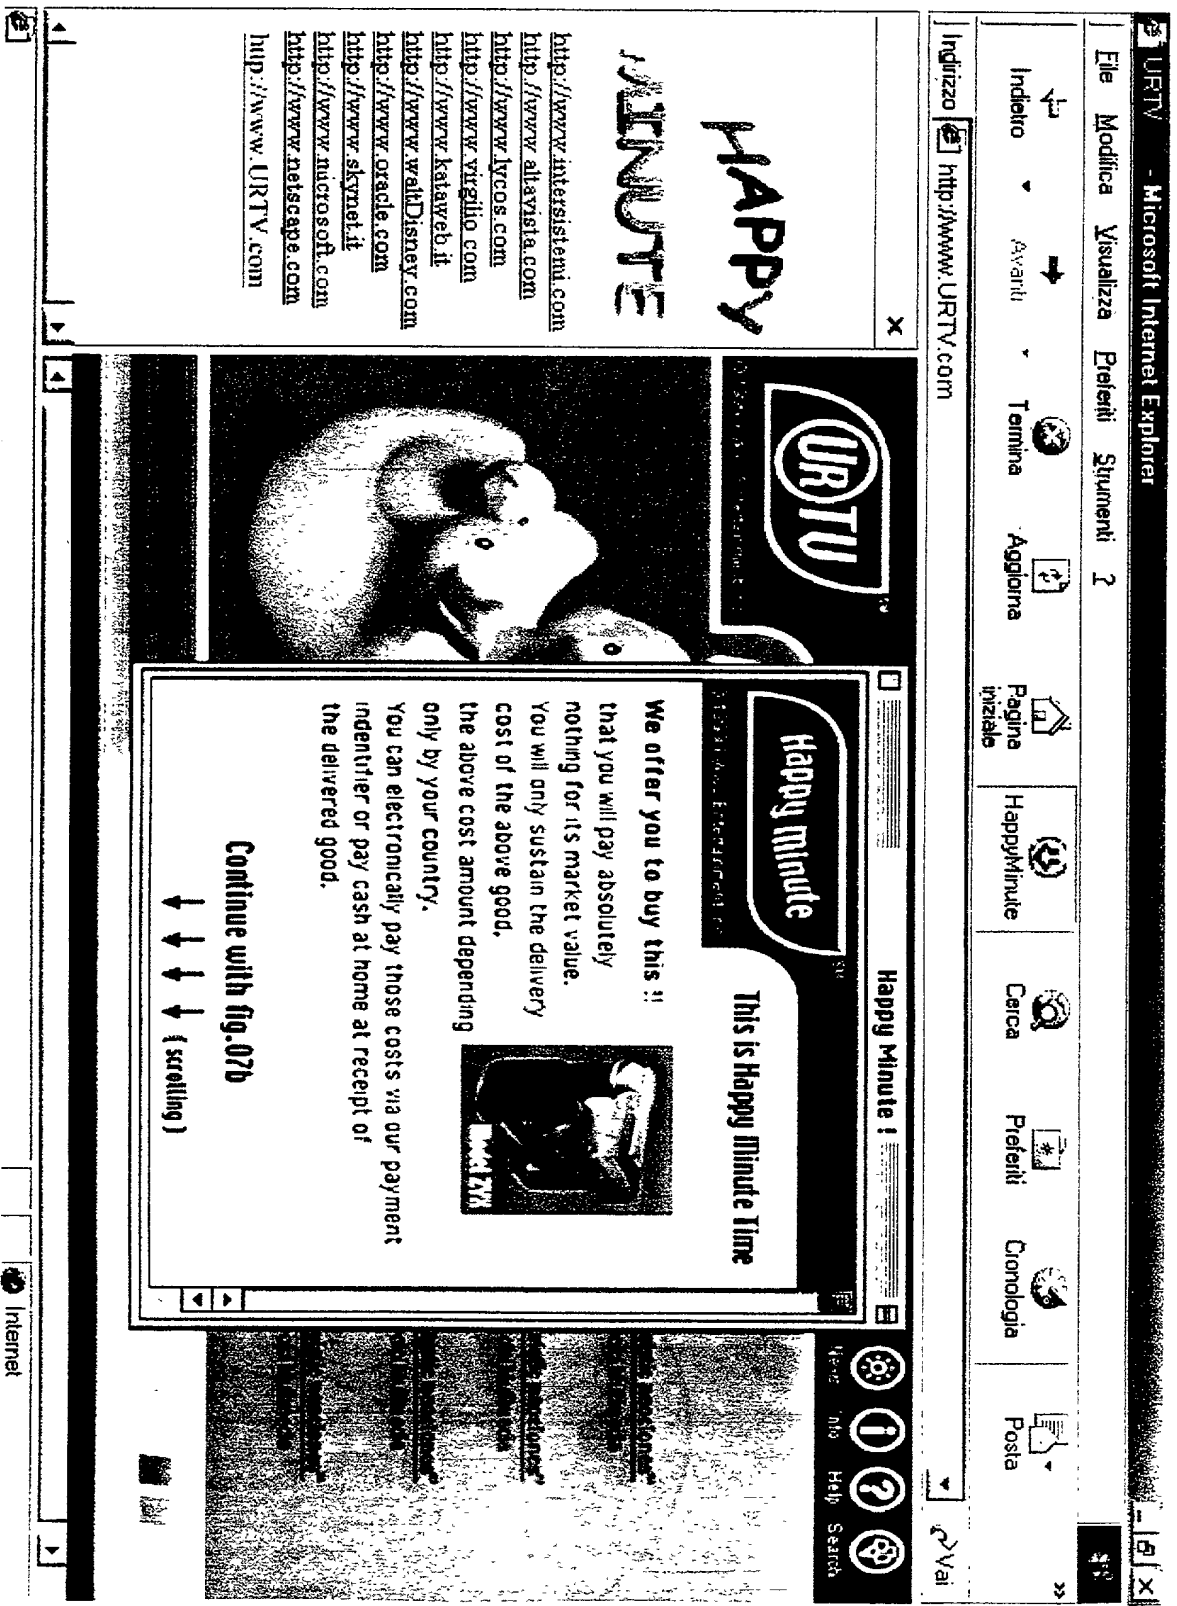 URTV - Microsoft Internet Explorer
File Modifica Visualizza Preferiti Strumenti ?
Indietro Avanti Termina Aggiorna Pagina iniziale HappyMinute Cerca Preferiti Cronologia Posta »
Indirizzo http://www.URTV.com Vai
HAPPY
MINUTE
http://www.intersistemi.com
http://www.altavista.com
http://www.lycos.com
http://www.virgilio.com
http://www.kataweb.it
http://www.waltDisney.com
http://www.oracle.com
http://www.skynet.it
http://www.microsoft.com
http://www.netscape.com
http://www.URTV.com
URTU
News Info Help Search
Happy Minute !
Happy minute
This is Happy Minute Time
We offer you to buy this !!
that you will pay absolutely
nothing for its market value.
You will only sustain the delivery
cost of the above good,
the above cost amount depending
only by your country.
You can electronically pay those costs via our payment
indentifier or pay cash at home at receipt of
the delivered good.
Continue with fig.07b
( scrolling )
Internet